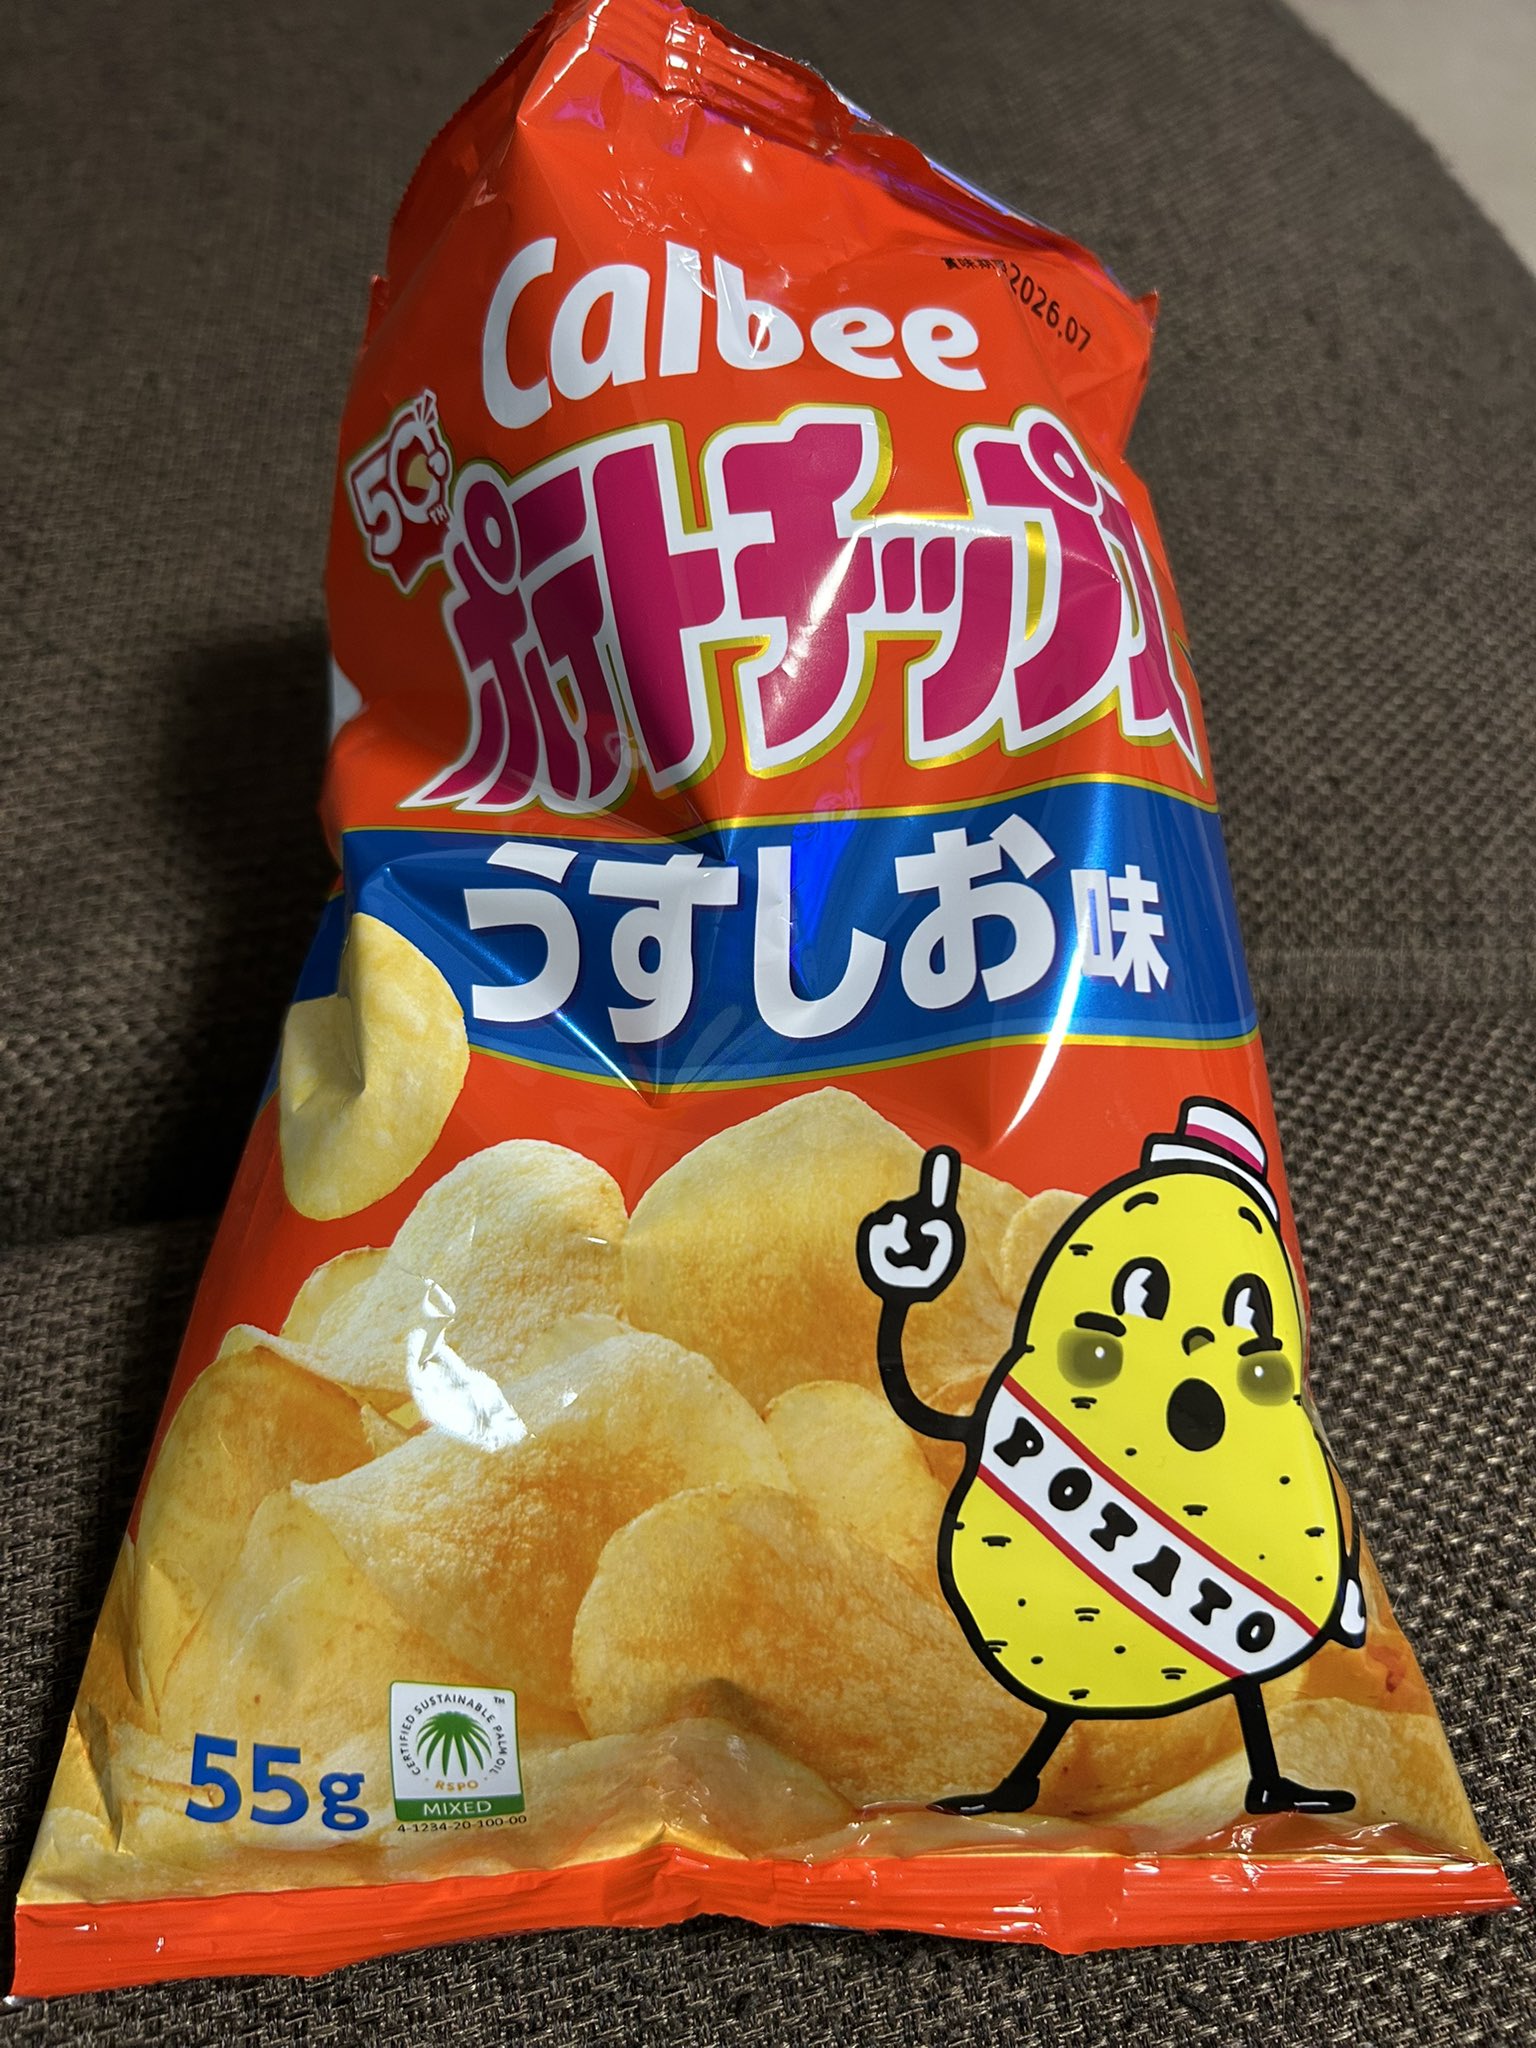 Calbee
賞味期限2026.07
50TH
ポテトチップス
うすしお味
POTATO
55g
CERTIFIED SUSTAINABLE PALM OIL™
RSPO
MIXED
4-1234-20-100-00